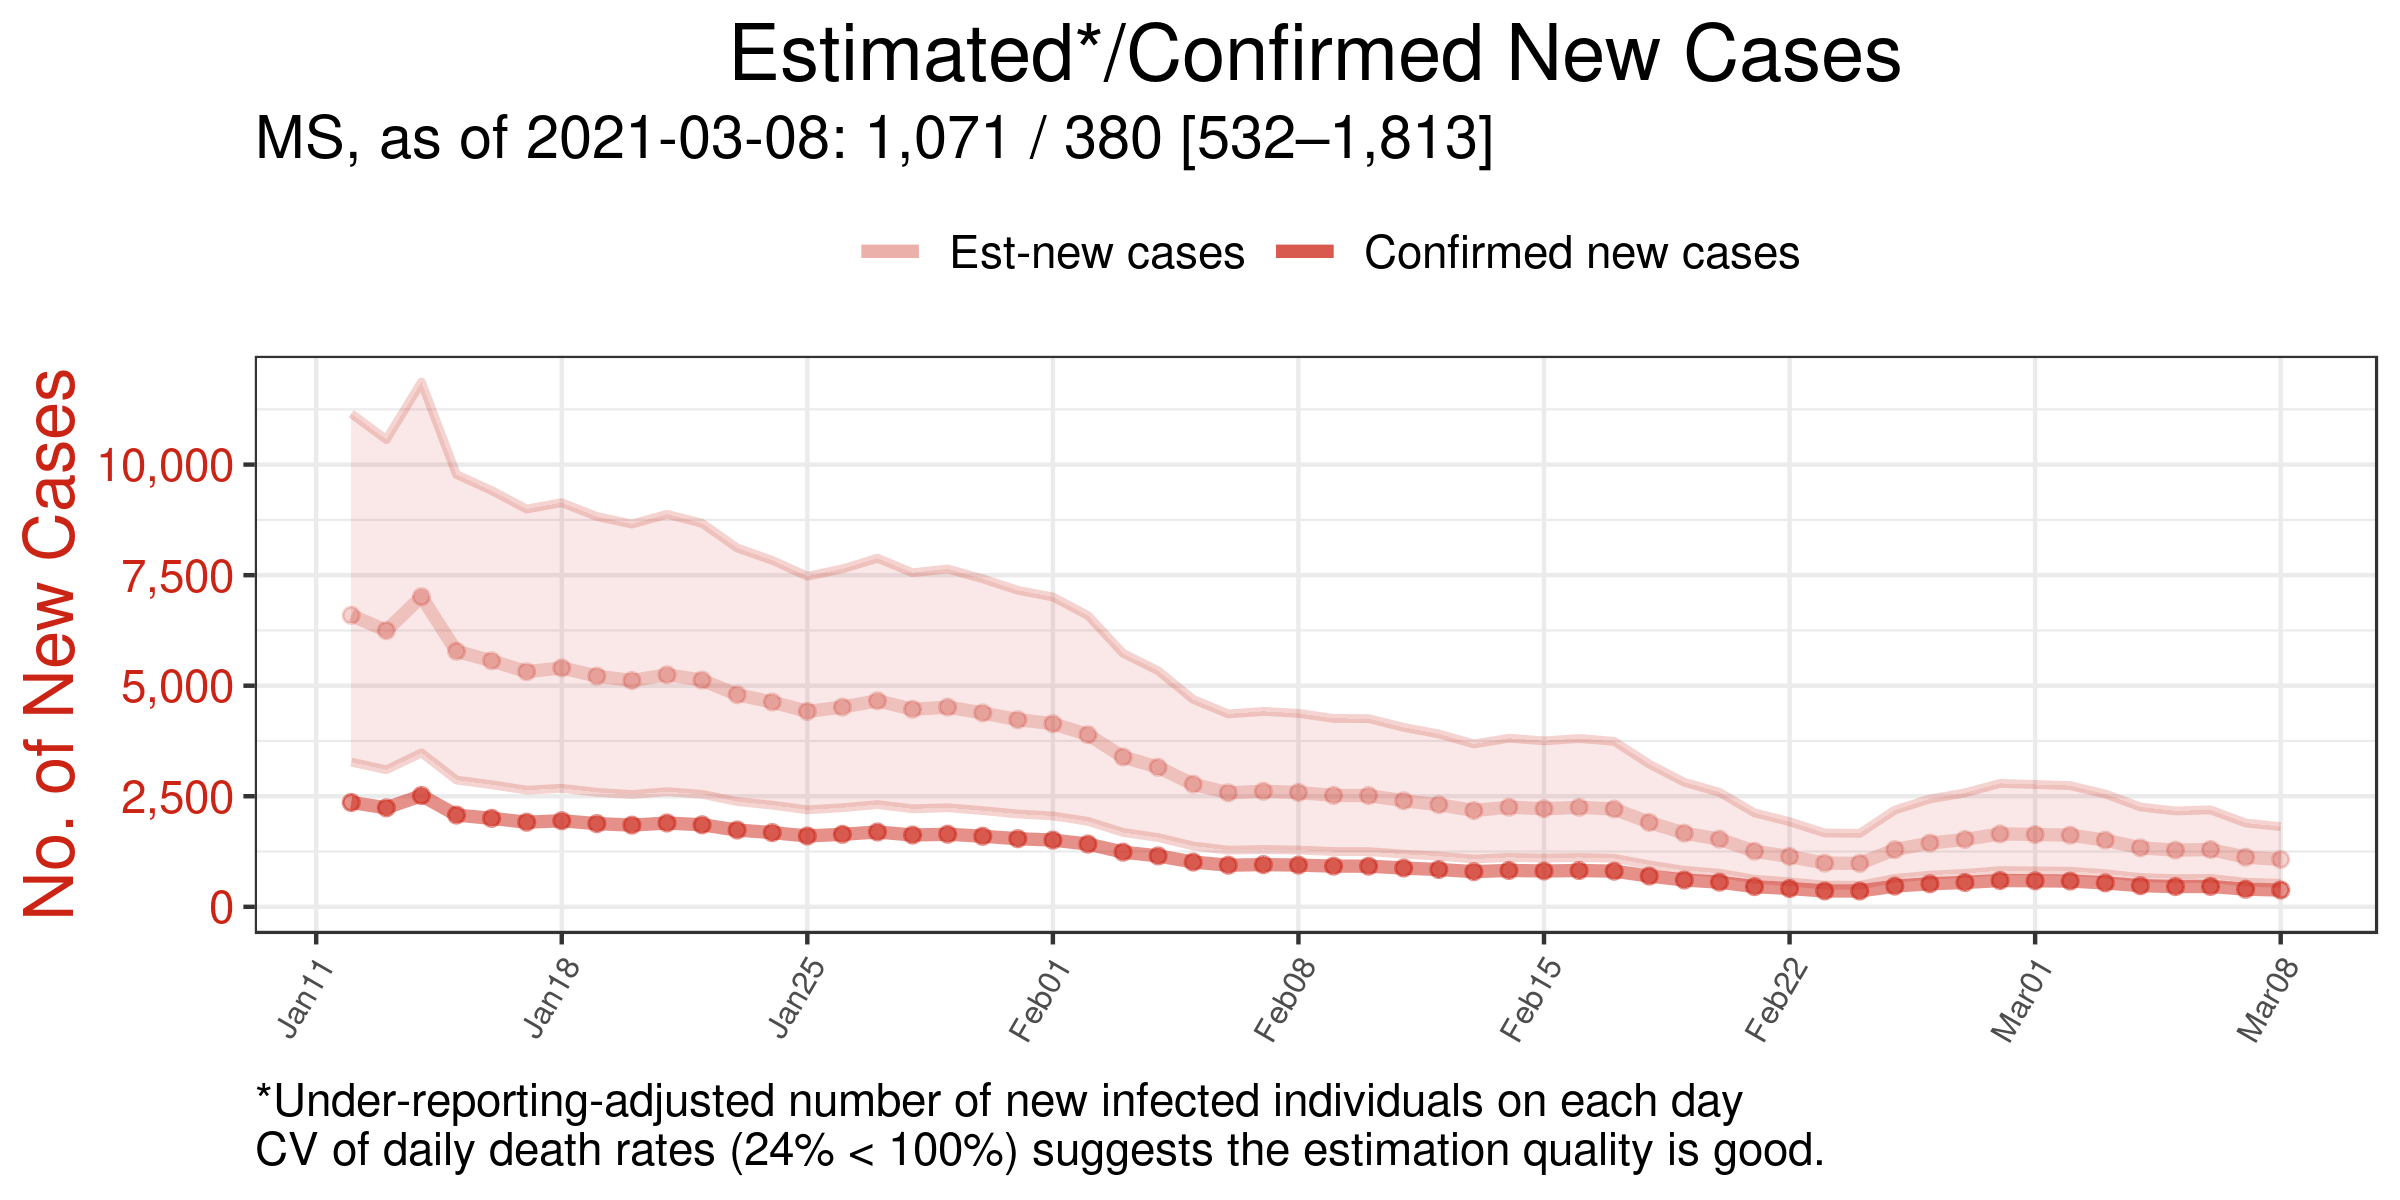 Estimated*/Confirmed New Cases
MS, as of 2021-03-08: 1,071 / 380 [532–1,813]
Est-new cases
Confirmed new cases
No. of New Cases
10,000
7,500
5,000
2,500
0
Jan11
Jan18
Jan25
Feb01
Feb08
Feb15
Feb22
Mar01
Mar08
*Under-reporting-adjusted number of new infected individuals on each day
CV of daily death rates (24% < 100%) suggests the estimation quality is good.